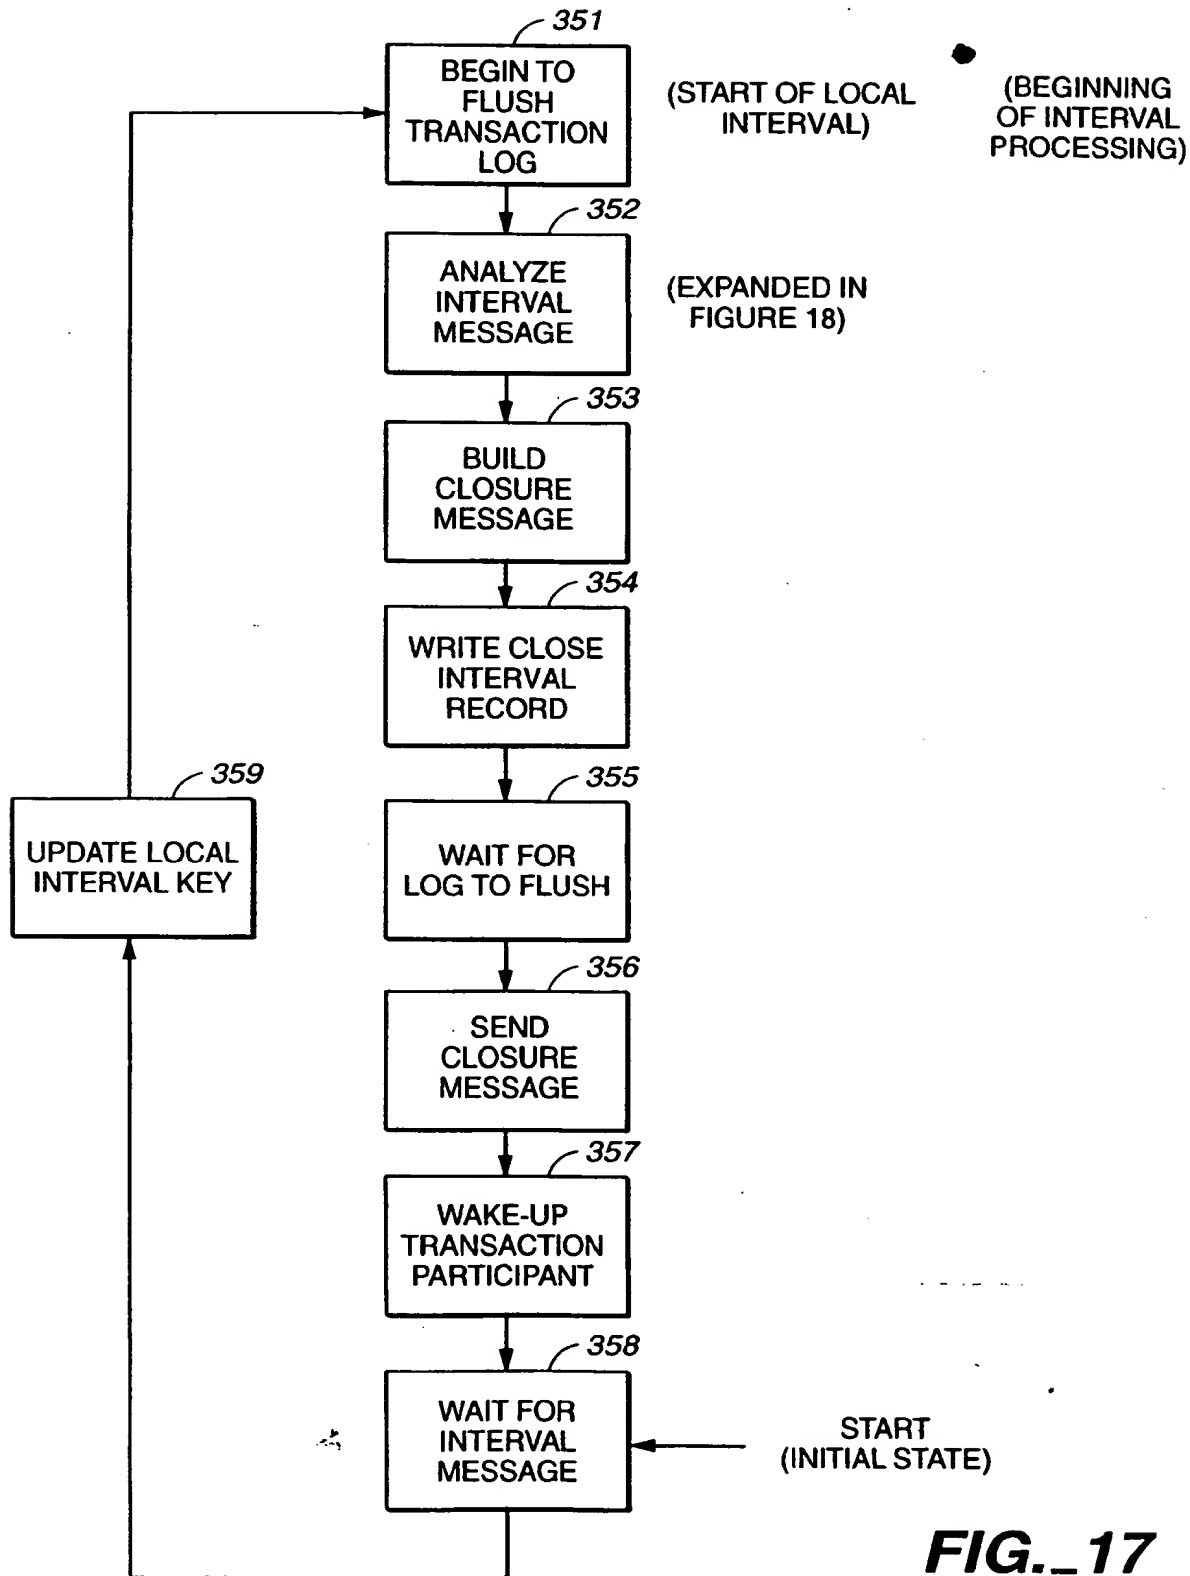 351
BEGIN TO
FLUSH
TRANSACTION
LOG
(START OF LOCAL
INTERVAL)
(BEGINNING
OF INTERVAL
PROCESSING)
352
ANALYZE
INTERVAL
MESSAGE
(EXPANDED IN
FIGURE 18)
353
BUILD
CLOSURE
MESSAGE
354
WRITE CLOSE
INTERVAL
RECORD
359
UPDATE LOCAL
INTERVAL KEY
355
WAIT FOR
LOG TO FLUSH
356
SEND
CLOSURE
MESSAGE
357
WAKE-UP
TRANSACTION
PARTICIPANT
358
WAIT FOR
INTERVAL
MESSAGE
START
(INITIAL STATE)
FIG._17